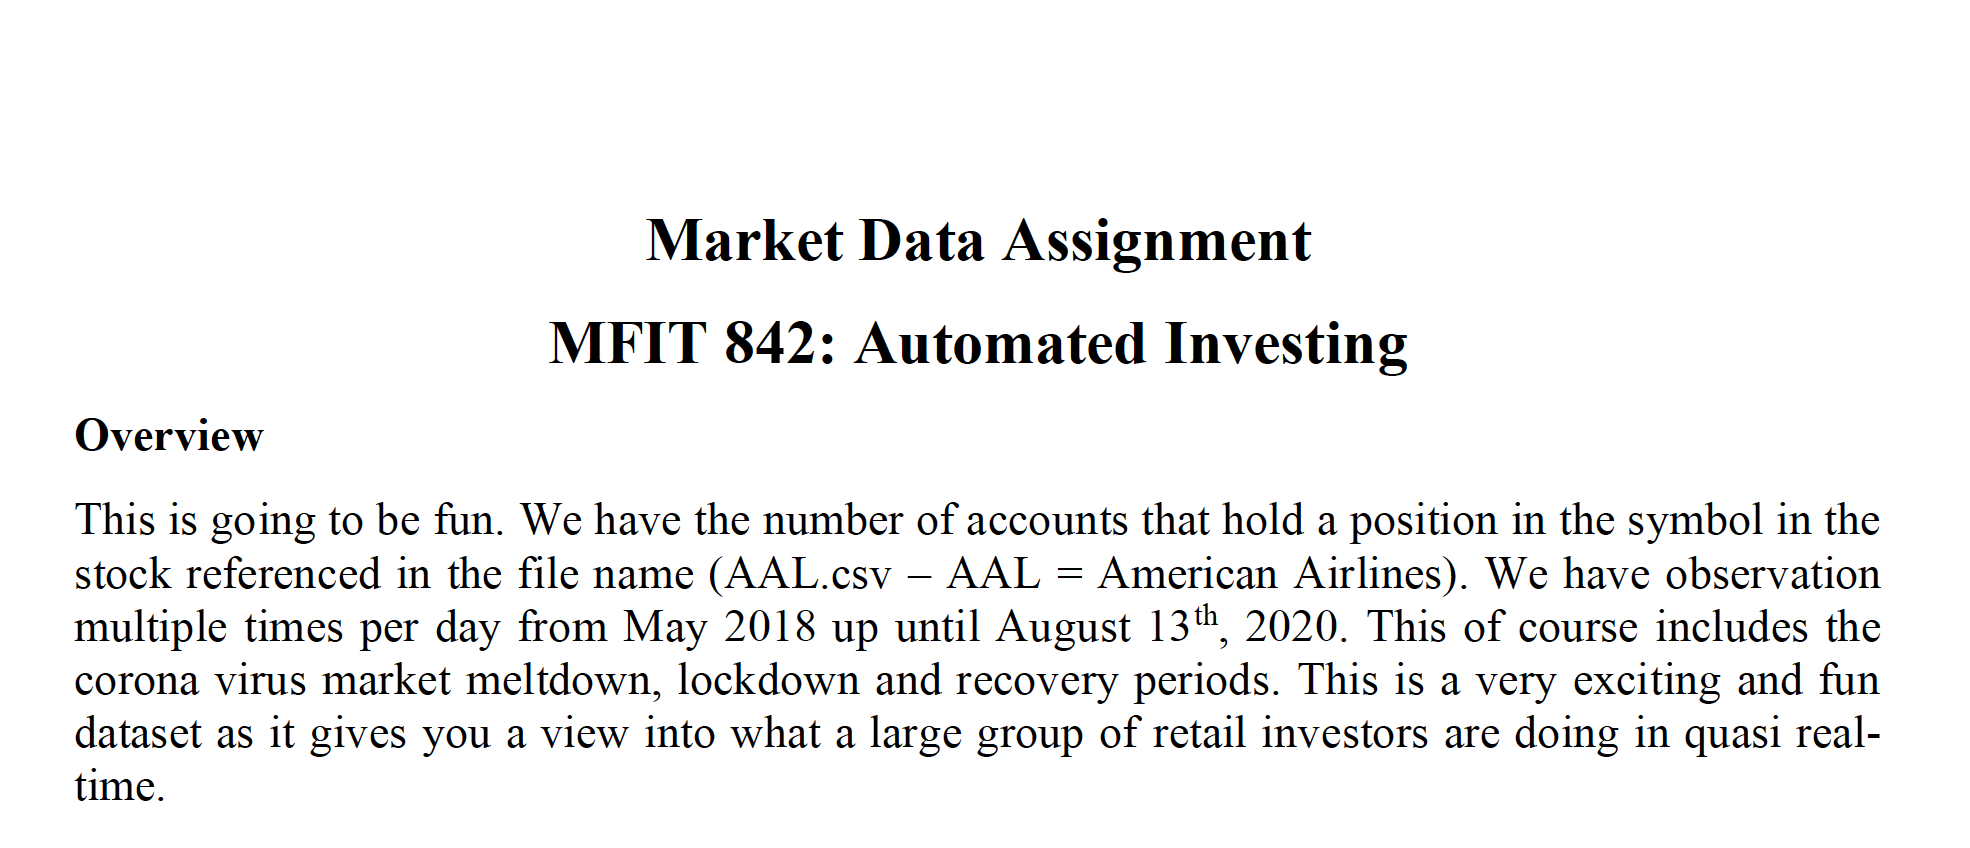 Market Data Assignment
MFIT 842: Automated Investing
Overview
This is going to be fun. We have the number of accounts that hold a position in the symbol in the
stock referenced in the file name (AAL.csv – AAL = American Airlines). We have observation
multiple times per day from May 2018 up until August 13th, 2020. This of course includes the
corona virus market meltdown, lockdown and recovery periods. This is a very exciting and fun
dataset as it gives you a view into what a large group of retail investors are doing in quasi real-
time.